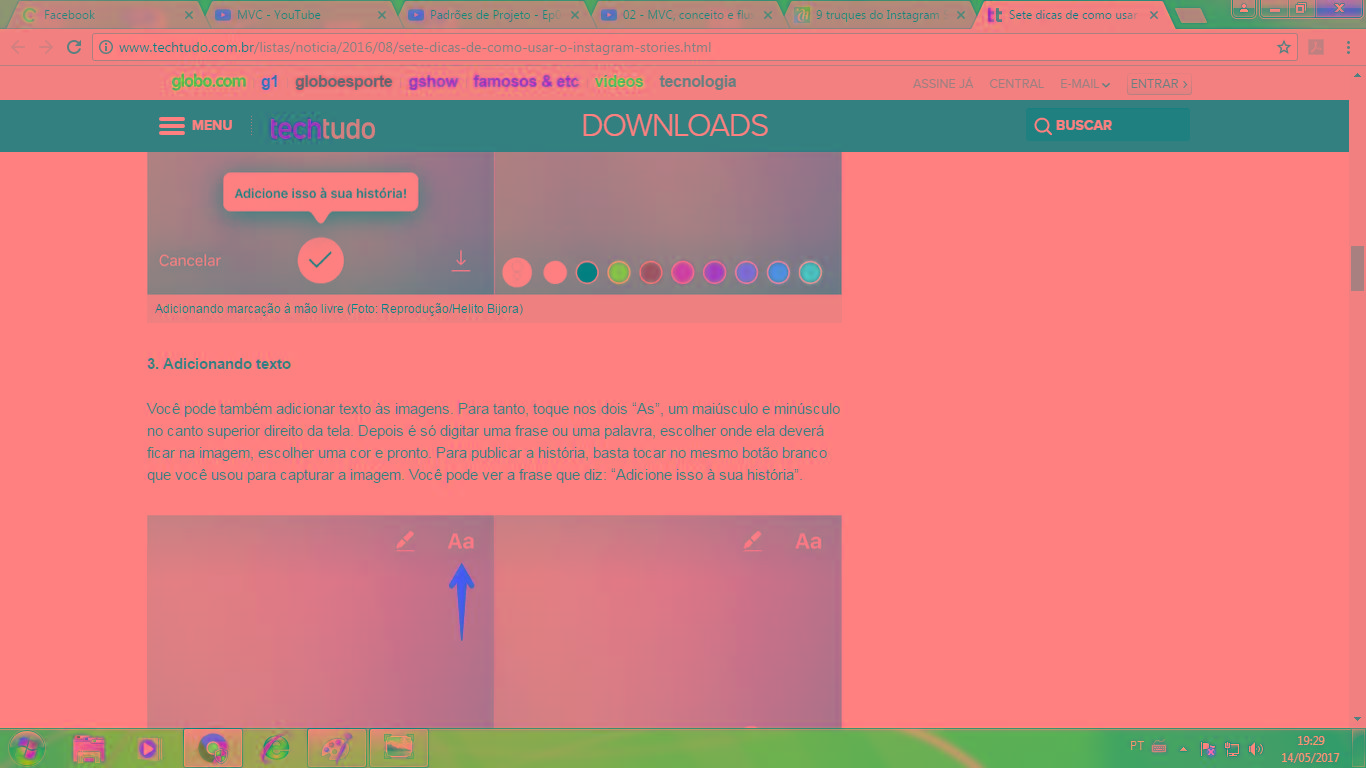 Facebook
MVC - YouTube
Padrões de Projeto - Epi
02 - MVC, conceito e flu
9 truques do Instagram
Sete dicas de como usar
www.techtudo.com.br/listas/noticia/2016/08/sete-dicas-de-como-usar-o-instagram-stories.html
globo.com g1 globoesporte gshow famosos & etc vídeos tecnologia
ASSINE JÁ CENTRAL E-MAIL ENTRAR
MENU techtudo DOWNLOADS BUSCAR
Adicione isso à sua história!
Cancelar
Adicionando marcação à mão livre (Foto: Reprodução/Helito Bijora)
3. Adicionando texto
Você pode também adicionar texto às imagens. Para tanto, toque nos dois “As”, um maiúsculo e minúsculo
no canto superior direito da tela. Depois é só digitar uma frase ou uma palavra, escolher onde ela deverá
ficar na imagem, escolher uma cor e pronto. Para publicar a história, basta tocar no mesmo botão branco
que você usou para capturar a imagem. Você pode ver a frase que diz: “Adicione isso à sua história”.
Aa
Aa
PT
19:29
14/05/2017